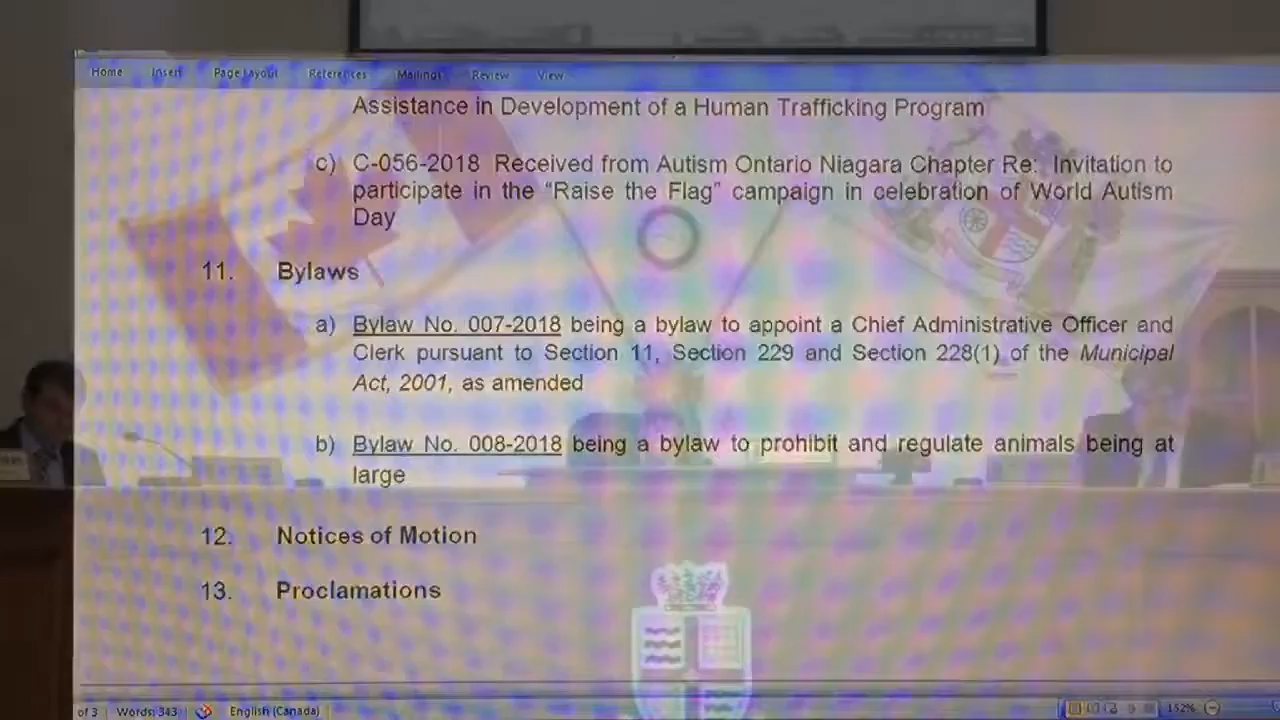 Home Insert Page Layout References Mailings Review View
Assistance in Development of a Human Trafficking Program
c) C-056-2018 Received from Autism Ontario Niagara Chapter Re: Invitation to
participate in the “Raise the Flag” campaign in celebration of World Autism
Day
11. Bylaws
a) Bylaw No. 007-2018 being a bylaw to appoint a Chief Administrative Officer and
Clerk pursuant to Section 11, Section 229 and Section 228(1) of the Municipal
Act, 2001, as amended
b) Bylaw No. 008-2018 being a bylaw to prohibit and regulate animals being at
large
12. Notices of Motion
13. Proclamations
of 3 Words: 343 English (Canada) 152%